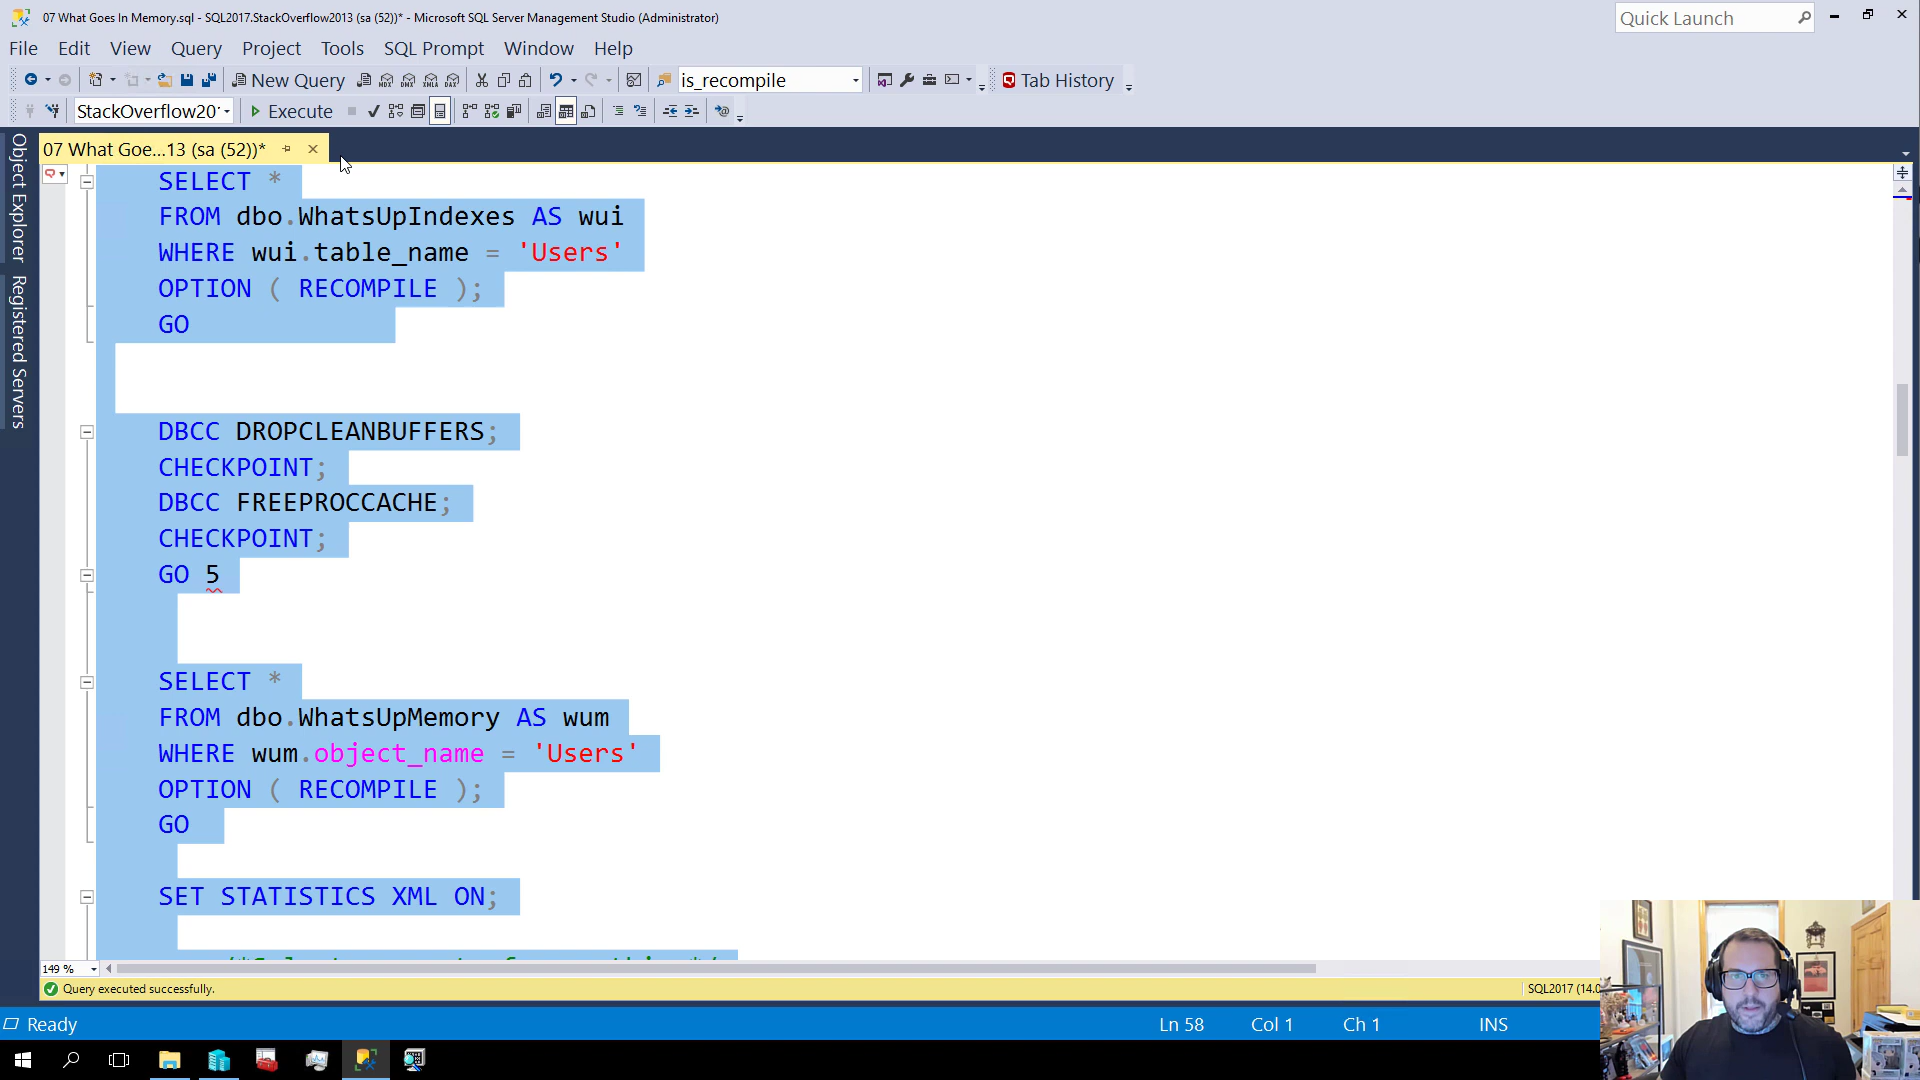 07 What Goes In Memory.sql - SQL2017.StackOverflow2013 (sa (52))* - Microsoft SQL Server Management Studio (Administrator)
Quick Launch
File Edit View Query Project Tools SQL Prompt Window Help
New Query
MDX DMX XMLA DAX
is_recompile
Tab History
StackOverflow20
Execute
07 What Goe...13 (sa (52))*
Object Explorer
Registered Servers
SELECT *
FROM dbo.WhatsUpIndexes AS wui
WHERE wui.table_name = 'Users'
OPTION ( RECOMPILE );
GO
DBCC DROPCLEANBUFFERS;
CHECKPOINT;
DBCC FREEPROCCACHE;
CHECKPOINT;
GO 5
SELECT *
FROM dbo.WhatsUpMemory AS wum
WHERE wum.object_name = 'Users'
OPTION ( RECOMPILE );
GO
SET STATISTICS XML ON;
149 %
Query executed successfully.
SQL2017 (14.0
Ready
Ln 58
Col 1
Ch 1
INS